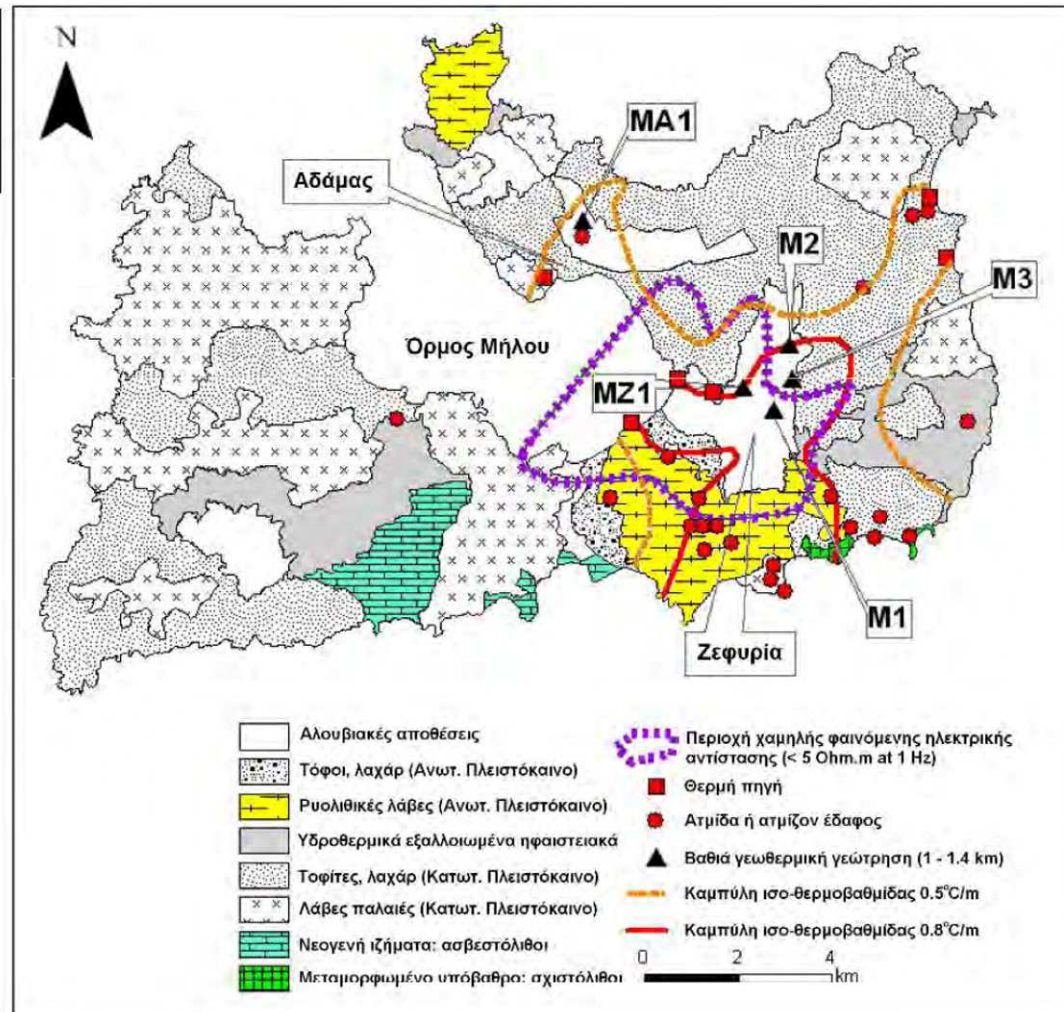 N
MA1
Αδάμας
M2
M3
Όρμος Μήλου
MZ1
M1
Ζεφυρία
Αλουβιακές αποθέσεις
Τόφοι, λαχάρ (Ανωτ. Πλειστόκαινο)
Ρυολιθικές λάβες (Ανωτ. Πλειστόκαινο)
Υδροθερμικά εξαλλοιωμένα ηφαιστειακά
Τοφίτες, λαχάρ (Κατωτ. Πλειστόκαινο)
Λάβες παλαιές (Κατωτ. Πλειστόκαινο)
Νεογενή ιζήματα: ασβεστόλιθοι
Μεταμορφωμένο υπόβαθρο: σχιστόλιθοι
Περιοχή χαμηλής φαινόμενης ηλεκτρικής
αντίστασης (< 5 Ohm.m at 1 Hz)
Θερμή πηγή
Ατμίδα ή ατμίζον έδαφος
Βαθιά γεωθερμική γεώτρηση (1 - 1.4 km)
Καμπύλη ισο-θερμοβαθμίδας 0.5°C/m
Καμπύλη ισο-θερμοβαθμίδας 0.8°C/m
0 2 4
km